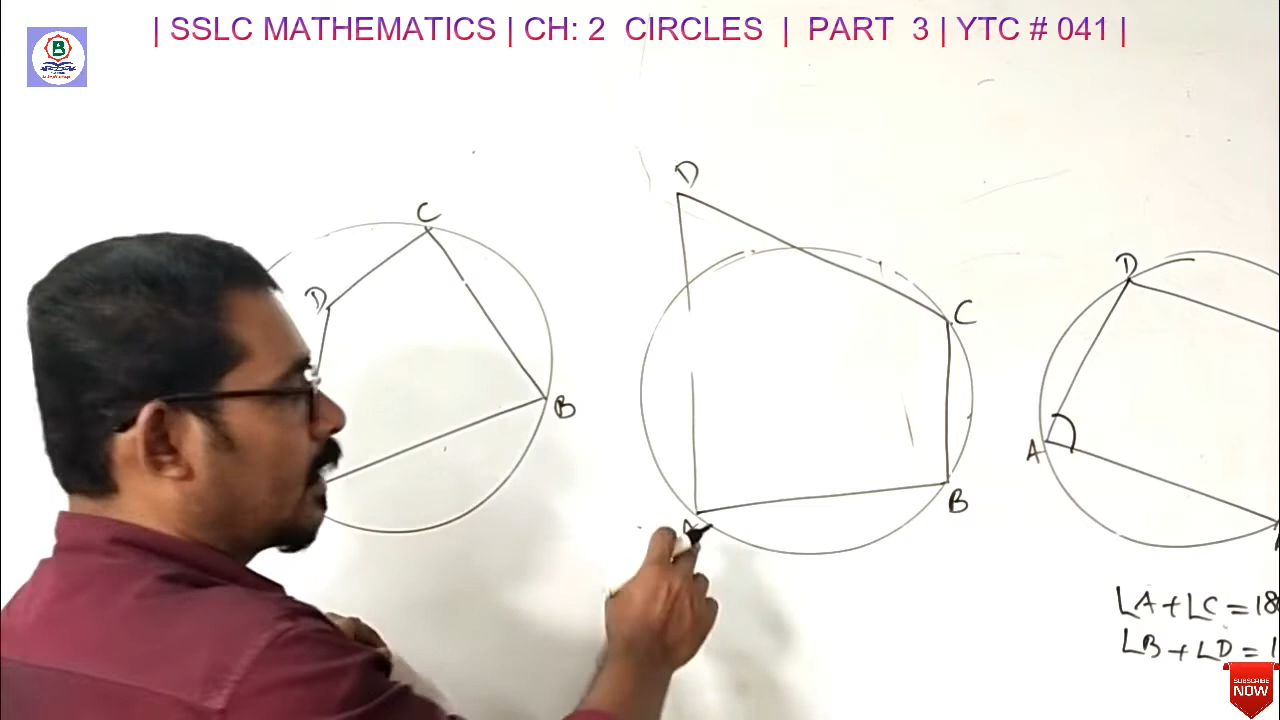 | SSLC MATHEMATICS | CH: 2 CIRCLES | PART 3 | YTC # 041 |
B
C
D
B
D
C
B
A
D
A
∠A + ∠C = 18
∠B + ∠D = 1
SUBSCRIBE
NOW